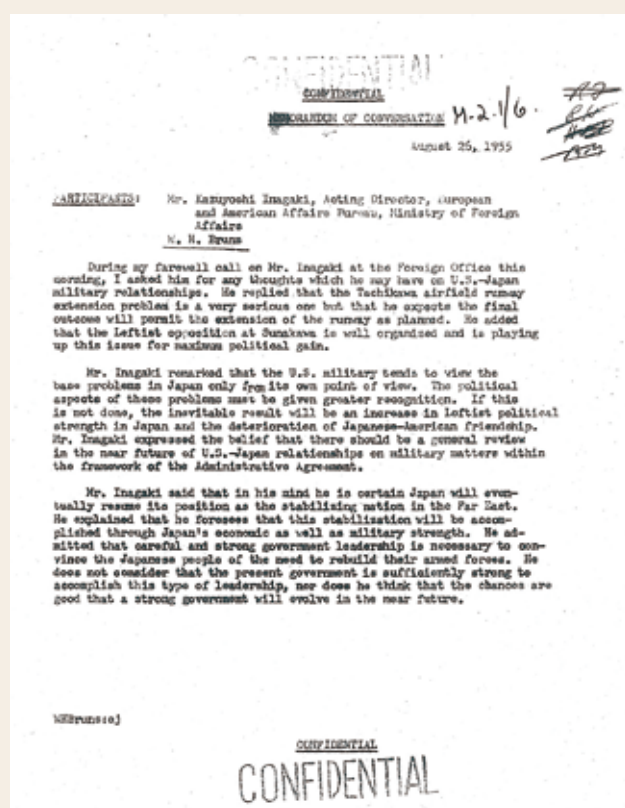 CONFIDENTIAL
CONFIDENTIAL
MEMORANDUM OF CONVERSATION M-2.1/6.
August 26, 1955
PARTICIPANTS: Mr. Kazuyoshi Inagaki, Acting Director, European
and American Affairs Bureau, Ministry of Foreign
Affairs
W. H. Bruns
During my farewell call on Mr. Inagaki at the Foreign Office this
morning, I asked him for any thoughts which he may have on U.S.-Japan
military relationships. He replied that the Tachikawa airfield runway
extension problem is a very serious one but that he expects the final
outcome will permit the extension of the runway as planned. He added
that the Leftist opposition at Sunakawa is well organized and is playing
up this issue for maximum political gain.
Mr. Inagaki remarked that the U.S. military tends to view the
base problems in Japan only from its own point of view. The political
aspects of these problems must be given greater recognition. If this
is not done, the inevitable result will be an increase in leftist political
strength in Japan and the deterioration of Japanese-American friendship.
Mr. Inagaki expressed the belief that there should be a general review
in the near future of U.S.-Japan relationships on military matters within
the framework of the Administrative Agreement.
Mr. Inagaki said that in his mind he is certain Japan will even-
tually resume its position as the stabilizing nation in the Far East.
He explained that he foresees that this stabilization will be accom-
plished through Japan's economic as well as military strength. He ad-
mitted that careful and strong government leadership is necessary to con-
vince the Japanese people of the need to rebuild their armed forces. He
does not consider that the present government is sufficiently strong to
accomplish this type of leadership, nor does he think that the chances are
good that a strong government will evolve in the near future.
WHBruns:ej
CONFIDENTIAL
CONFIDENTIAL